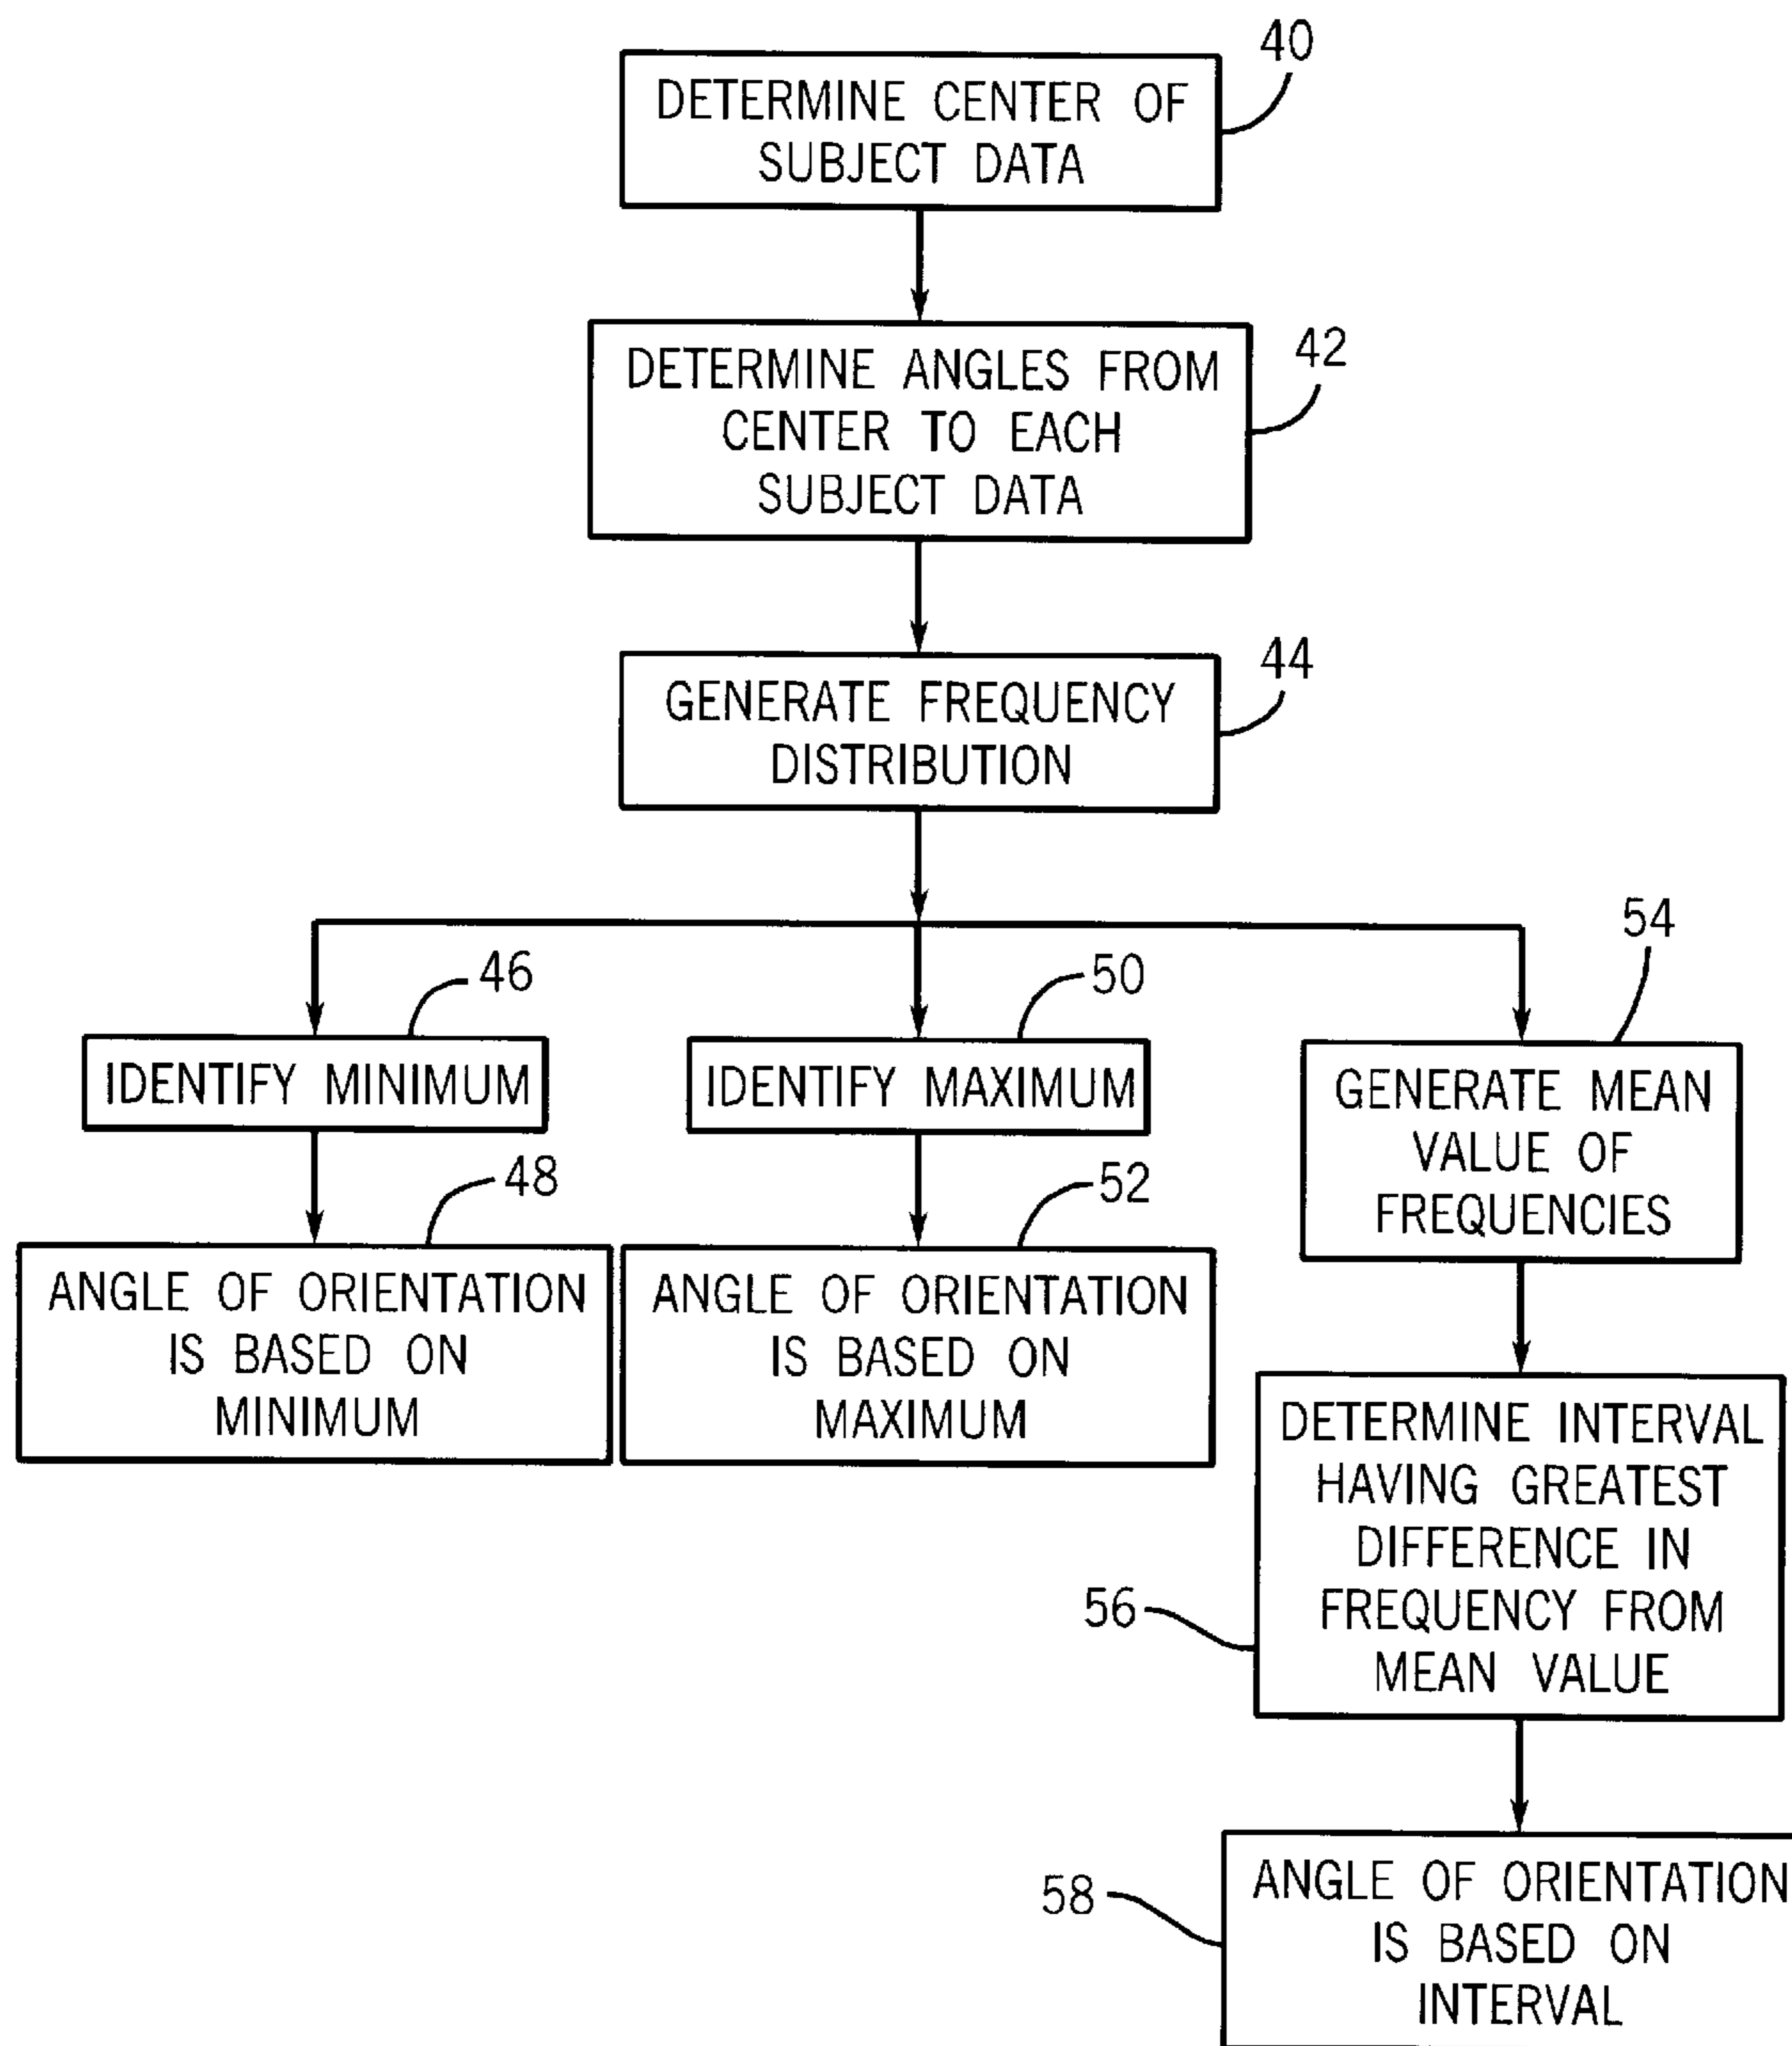 40
DETERMINE CENTER OF
SUBJECT DATA
42
DETERMINE ANGLES FROM
CENTER TO EACH
SUBJECT DATA
44
GENERATE FREQUENCY
DISTRIBUTION
46
IDENTIFY MINIMUM
48
ANGLE OF ORIENTATION
IS BASED ON
MINIMUM
50
IDENTIFY MAXIMUM
52
ANGLE OF ORIENTATION
IS BASED ON
MAXIMUM
54
GENERATE MEAN
VALUE OF
FREQUENCIES
56
DETERMINE INTERVAL
HAVING GREATEST
DIFFERENCE IN
FREQUENCY FROM
MEAN VALUE
58
ANGLE OF ORIENTATION
IS BASED ON
INTERVAL